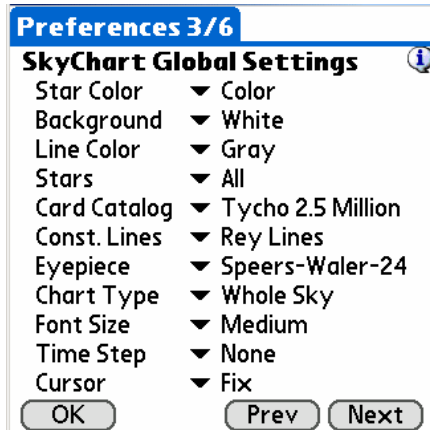 Preferences 3/6
SkyChart Global Settings
Star Color Color
Background White
Line Color Gray
Stars All
Card Catalog Tycho 2.5 Million
Const. Lines Rey Lines
Eyepiece Speers-Waler-24
Chart Type Whole Sky
Font Size Medium
Time Step None
Cursor Fix
OK Prev Next